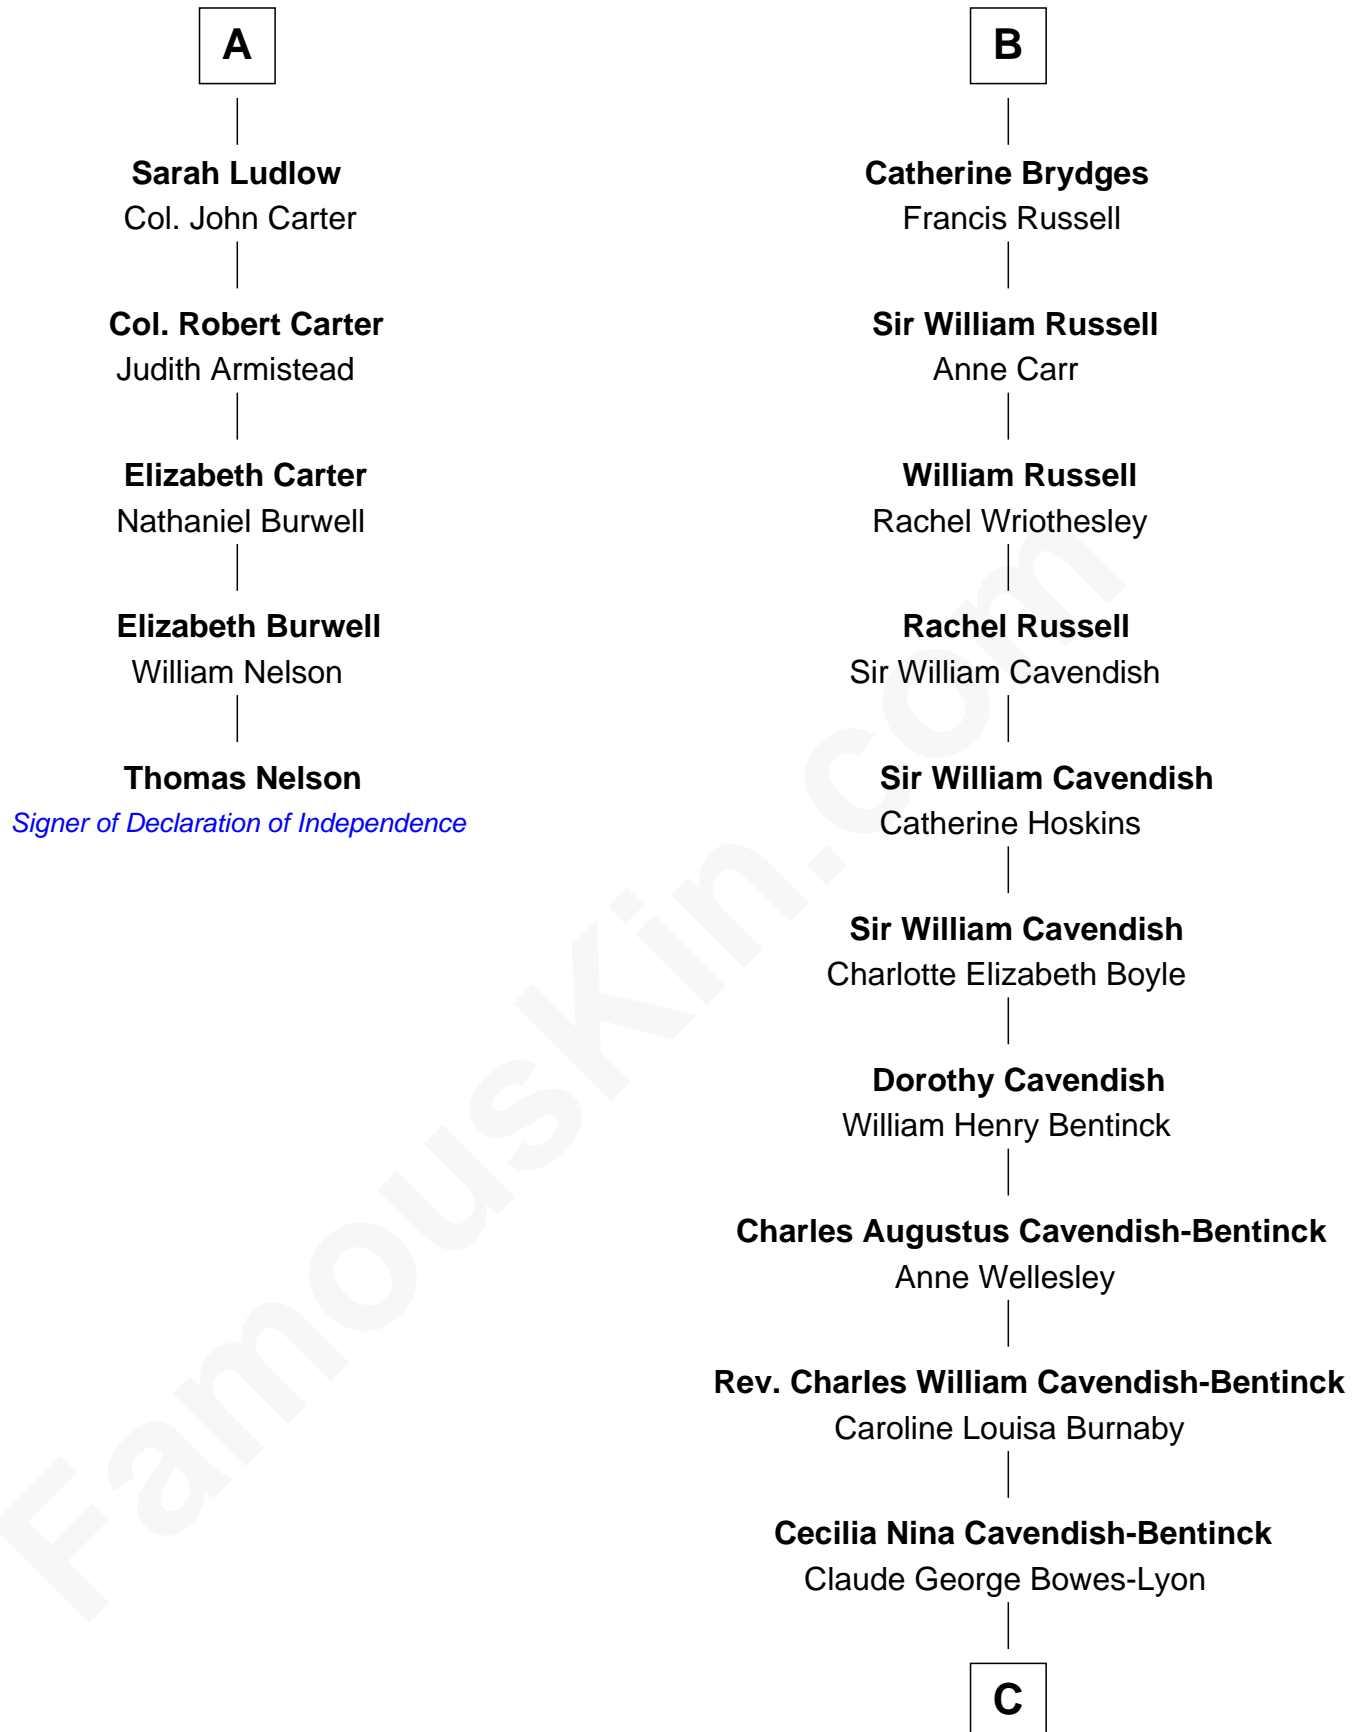 A
Sarah Ludlow
Col. John Carter
Col. Robert Carter
Judith Armistead
Elizabeth Carter
Nathaniel Burwell
Elizabeth Burwell
William Nelson
Thomas Nelson
Signer of Declaration of Independence
B
Catherine Brydges
Francis Russell
Sir William Russell
Anne Carr
William Russell
Rachel Wriothesley
Rachel Russell
Sir William Cavendish
Sir William Cavendish
Catherine Hoskins
Sir William Cavendish
Charlotte Elizabeth Boyle
Dorothy Cavendish
William Henry Bentinck
Charles Augustus Cavendish-Bentinck
Anne Wellesley
Rev. Charles William Cavendish-Bentinck
Caroline Louisa Burnaby
Cecilia Nina Cavendish-Bentinck
Claude George Bowes-Lyon
C
FamousKin.com